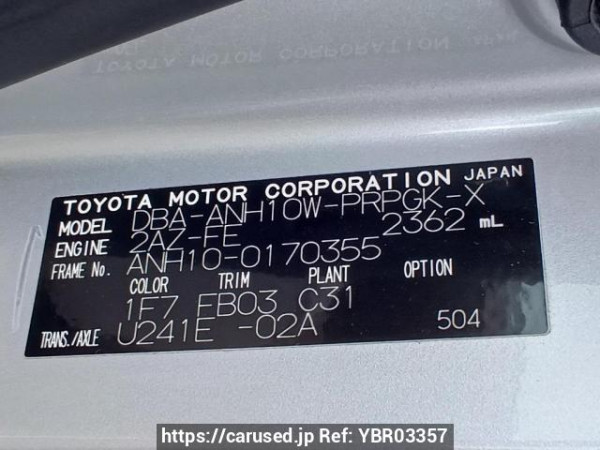 TOYOTA MOTOR CORPORATION JAPAN
MODEL DBA-ANH10W-PRPGK-X
ENGINE 2AZ-FE 2362 mL
FRAME No. ANH10-0170355
COLOR TRIM PLANT OPTION
1F7 FB03 C31
TRANS./AXLE U241E -02A 504
https://carused.jp Ref: YBR03357